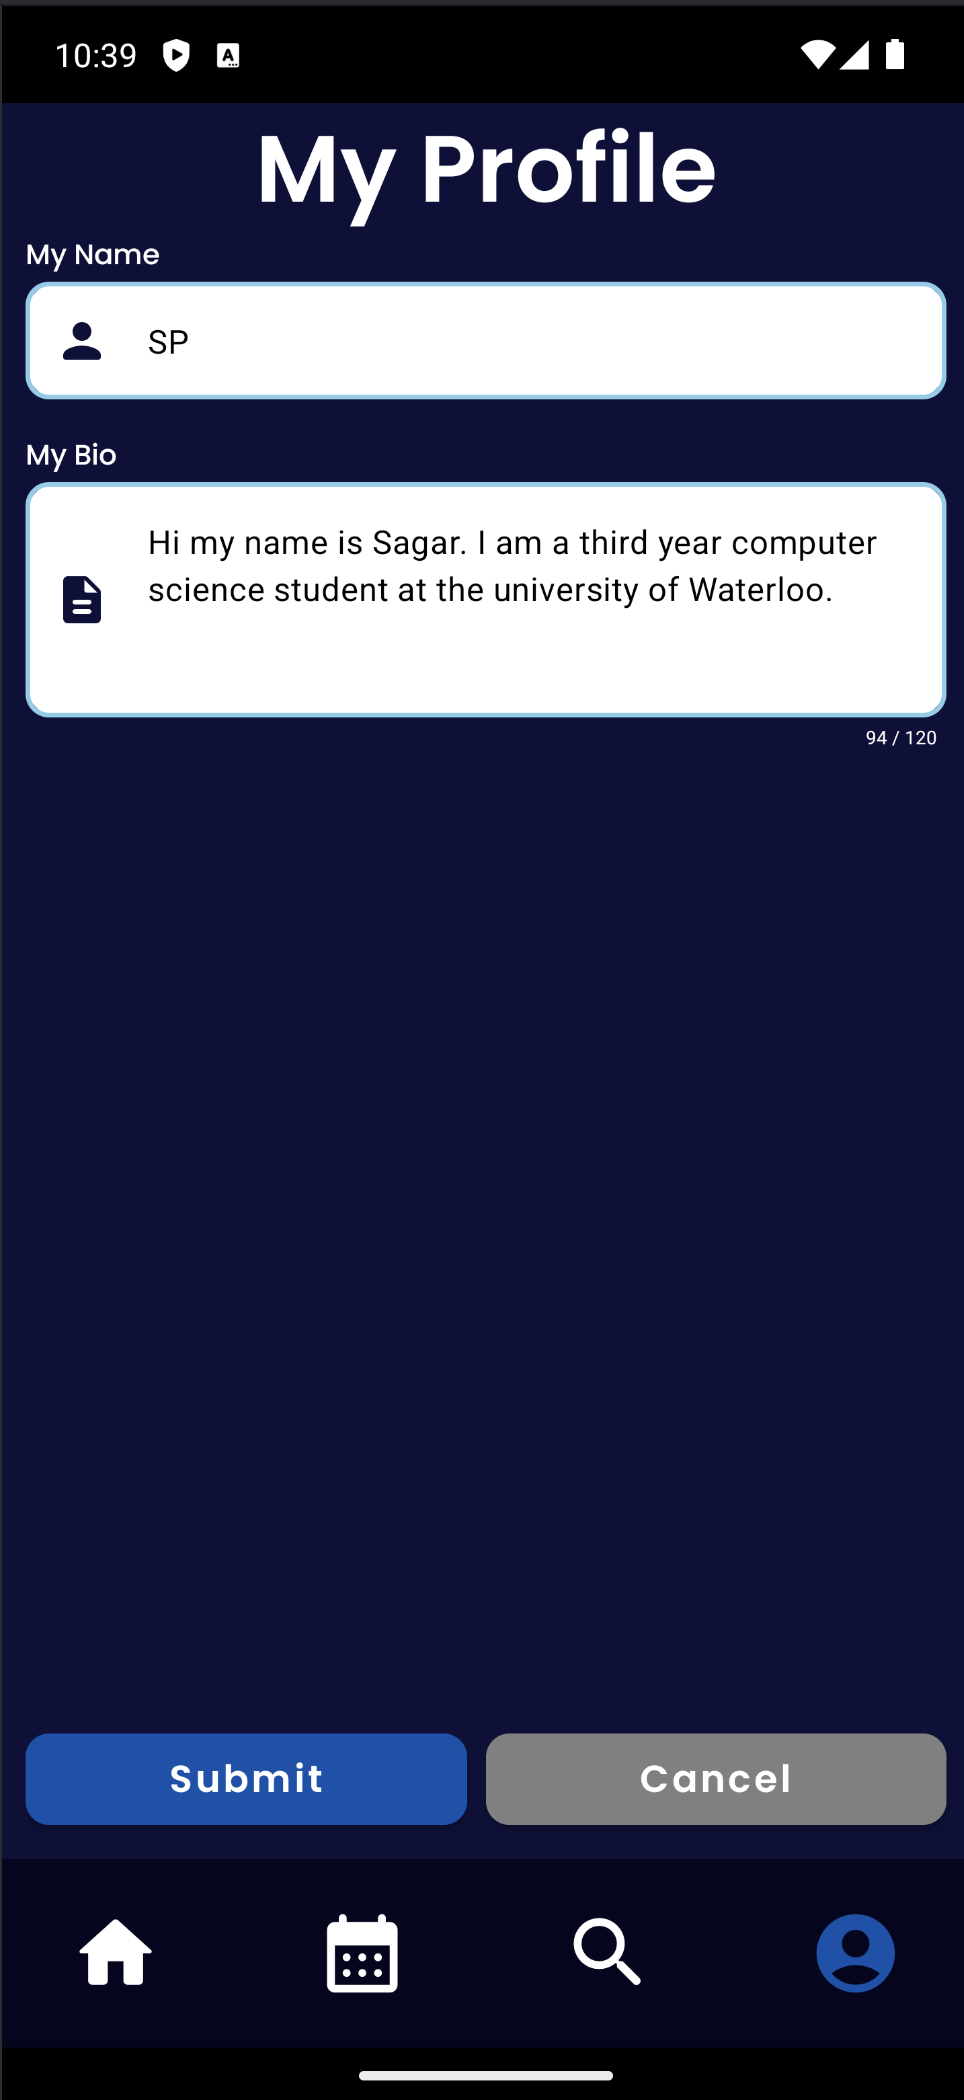 10:39
My Profile
My Name
SP
My Bio
Hi my name is Sagar. I am a third year computer
science student at the university of Waterloo.
94 / 120
Submit
Cancel